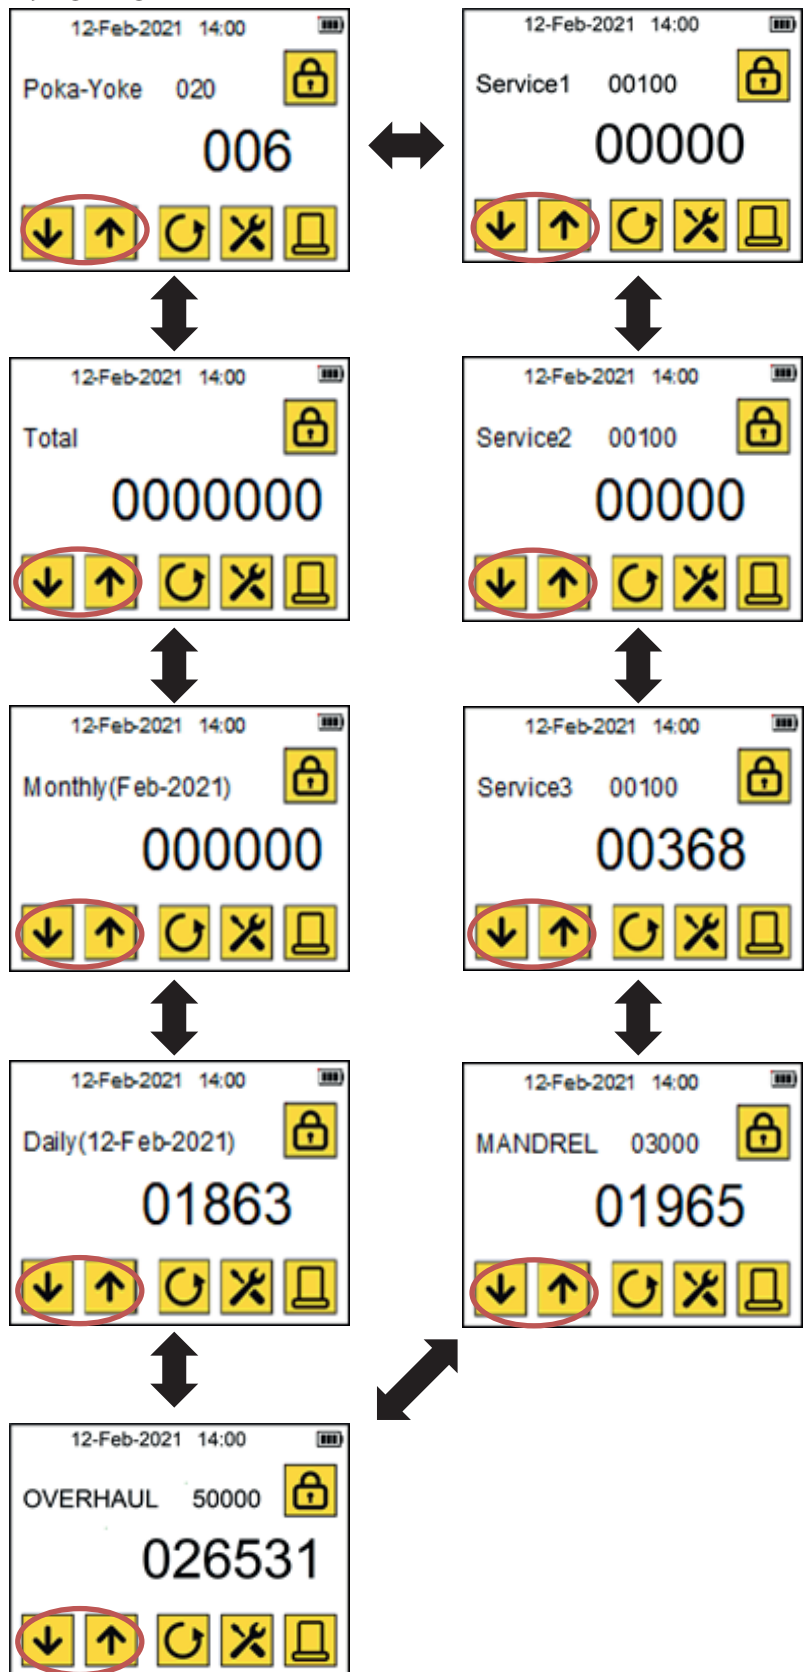 12-Feb-2021 14:00
Poka-Yoke 020
006
12-Feb-2021 14:00
Service1 00100
00000
12-Feb-2021 14:00
Total
0000000
12-Feb-2021 14:00
Service2 00100
00000
12-Feb-2021 14:00
Monthly(Feb-2021)
000000
12-Feb-2021 14:00
Service3 00100
00368
12-Feb-2021 14:00
Daily(12-Feb-2021)
01863
12-Feb-2021 14:00
MANDREL 03000
01965
12-Feb-2021 14:00
OVERHAUL 50000
026531